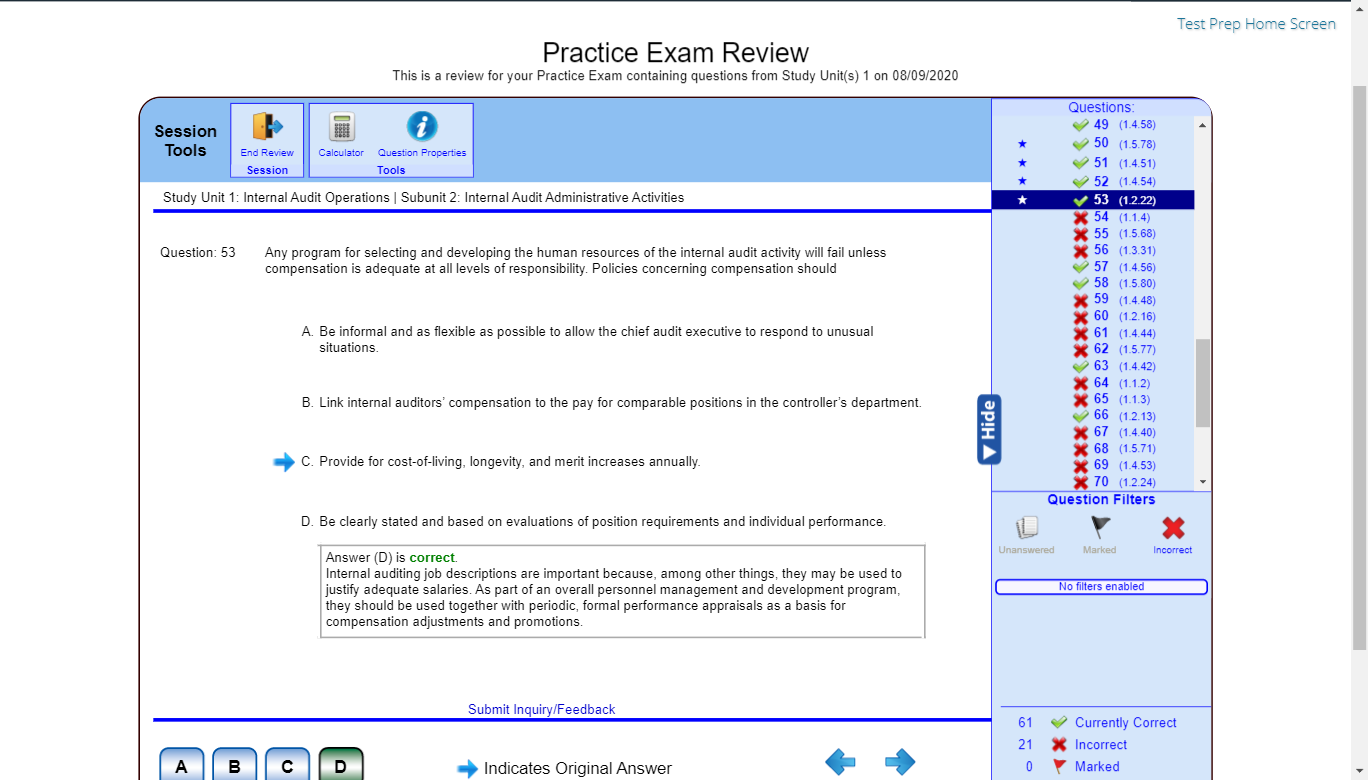 Test Prep Home Screen
Practice Exam Review
This is a review for your Practice Exam containing questions from Study Unit(s) 1 on 08/09/2020
Session
Tools
End Review
Session
Calculator
Question Properties
Tools
Study Unit 1: Internal Audit Operations | Subunit 2: Internal Audit Administrative Activities
Question: 53
Any program for selecting and developing the human resources of the internal audit activity will fail unless
compensation is adequate at all levels of responsibility. Policies concerning compensation should
A. Be informal and as flexible as possible to allow the chief audit executive to respond to unusual
situations.
B. Link internal auditors' compensation to the pay for comparable positions in the controller's department.
C. Provide for cost-of-living, longevity, and merit increases annually.
D. Be clearly stated and based on evaluations of position requirements and individual performance.
Answer (D) is correct.
Internal auditing job descriptions are important because, among other things, they may be used to
justify adequate salaries. As part of an overall personnel management and development program,
they should be used together with periodic, formal performance appraisals as a basis for
compensation adjustments and promotions.
Submit Inquiry/Feedback
A B C D
Indicates Original Answer
Hide
Questions:
49 (1.4.58)
50 (1.5.78)
51 (1.4.51)
52 (1.4.54)
53 (1.2.22)
54 (1.1.4)
55 (1.5.68)
56 (1.3.31)
57 (1.4.56)
58 (1.5.80)
59 (1.4.48)
60 (1.2.16)
61 (1.4.44)
62 (1.5.77)
63 (1.4.42)
64 (1.1.2)
65 (1.1.3)
66 (1.2.13)
67 (1.4.40)
68 (1.5.71)
69 (1.4.53)
70 (1.2.24)
Question Filters
Unanswered
Marked
Incorrect
No filters enabled
61 Currently Correct
21 Incorrect
0 Marked